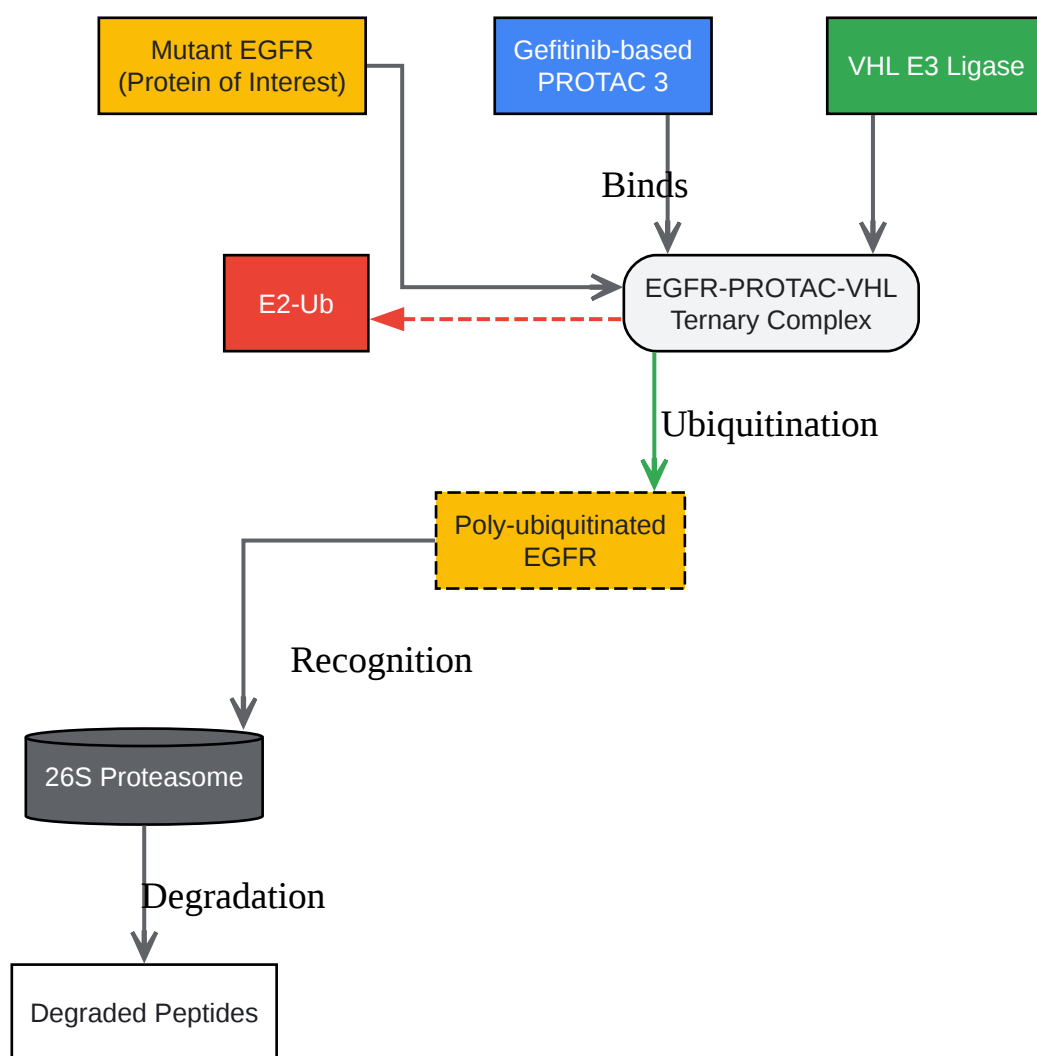 Mutant EGFR
(Protein of Interest)
Gefitinib-based
PROTAC 3
VHL E3 Ligase
Binds
E2-Ub
EGFR-PROTAC-VHL
Ternary Complex
Ubiquitination
Poly-ubiquitinated
EGFR
Recognition
26S Proteasome
Degradation
Degraded Peptides